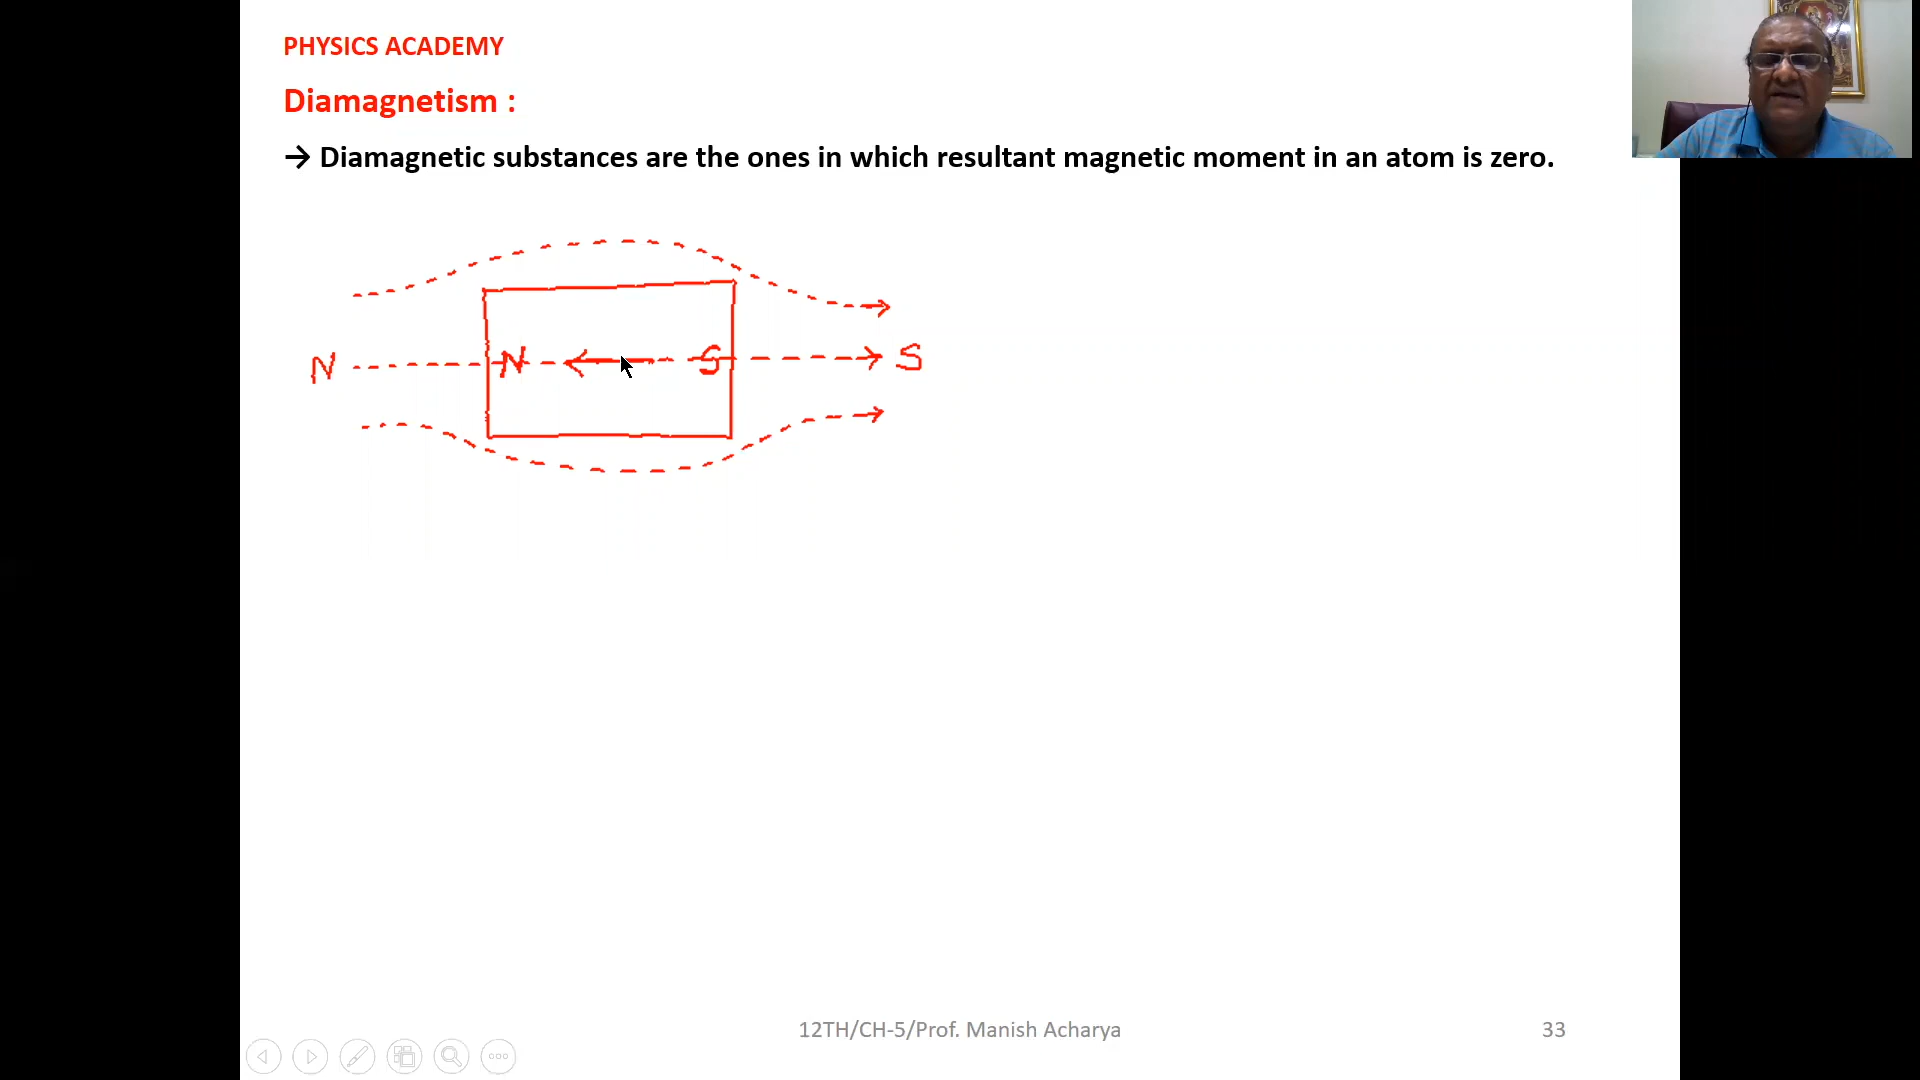 PHYSICS ACADEMY
Diamagnetism :
→ Diamagnetic substances are the ones in which resultant magnetic moment in an atom is zero.
N N S S
12TH/CH-5/Prof. Manish Acharya 33